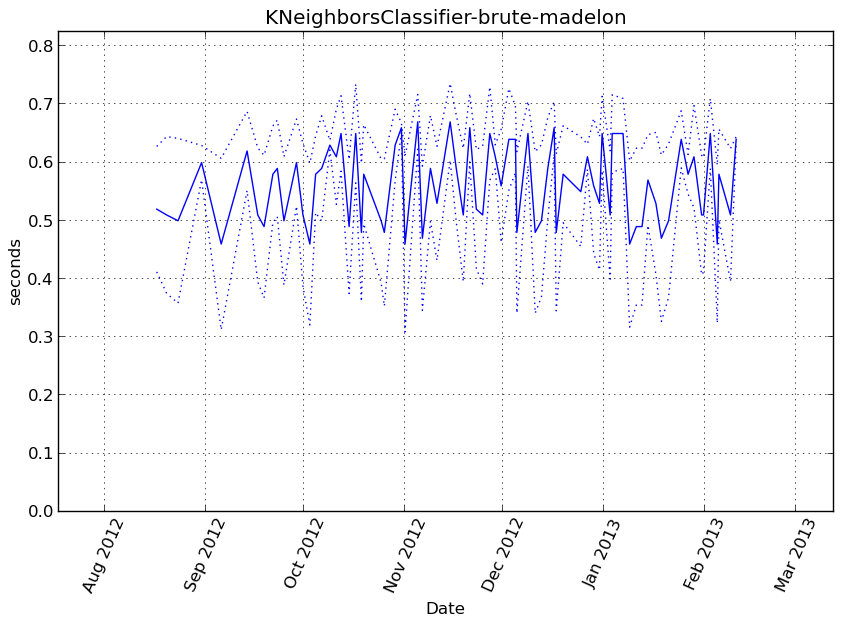 KNeighborsClassifier-brute-madelon
0.8
0.7
0.6
0.5
0.4
0.3
0.2
0.1
0.0
seconds
Aug 2012
Sep 2012
Oct 2012
Nov 2012
Dec 2012
Jan 2013
Feb 2013
Mar 2013
Date